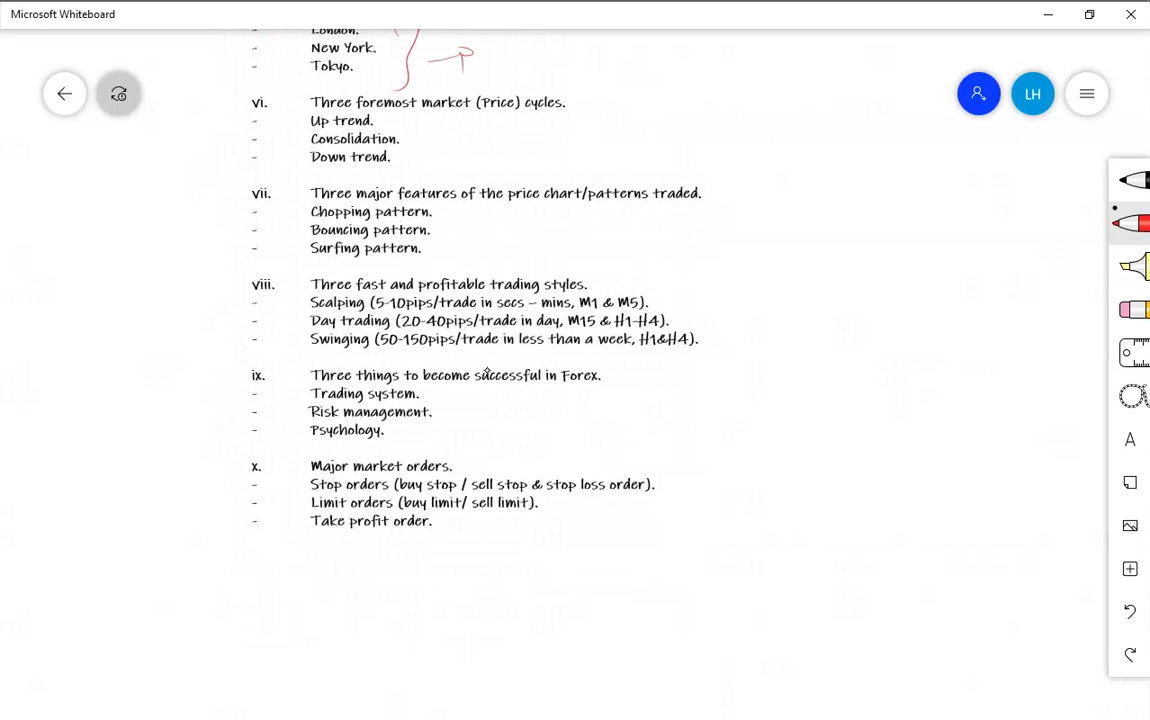 Microsoft Whiteboard
London.
- New York.
- Tokyo.
P
LH
vi. Three foremost market (Price) cycles.
- Up trend.
- Consolidation.
- Down trend.
vii. Three major features of the price chart/patterns traded.
- Chopping pattern.
- Bouncing pattern.
- Surfing pattern.
viii. Three fast and profitable trading styles.
- Scalping (5-10pips/trade in secs – mins, M1 & M5).
- Day trading (20-40pips/trade in day, M15 & H1-H4).
- Swinging (50-150pips/trade in less than a week, H1&H4).
ix. Three things to become successful in Forex.
- Trading system.
- Risk management.
- Psychology.
x. Major market orders.
- Stop orders (buy stop / sell stop & stop loss order).
- Limit orders (buy limit/ sell limit).
- Take profit order.
A